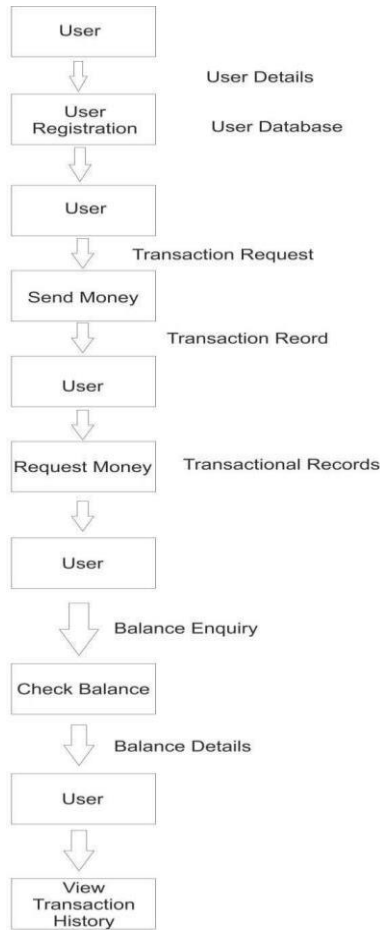 User
User Details
User
Registration
User Database
User
Transaction Request
Send Money
Transaction Reord
User
Request Money
Transactional Records
User
Balance Enquiry
Check Balance
Balance Details
User
View
Transaction
History